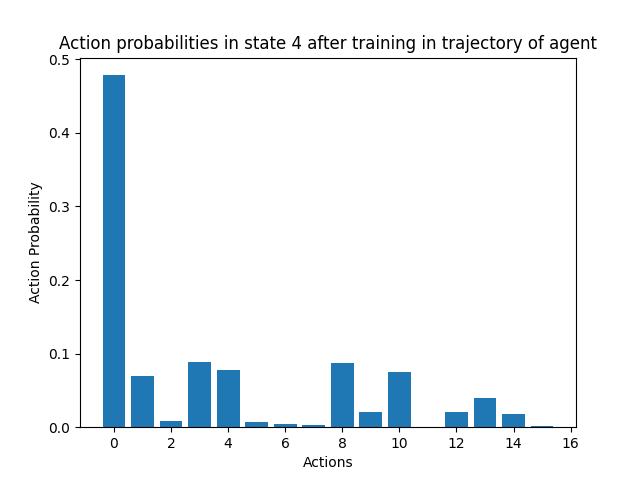 Action probabilities in state 4 after training in trajectory of agent
0.5
0.4
0.3
0.2
0.1
0.0
Action Probability
0 2 4 6 8 10 12 14 16
Actions